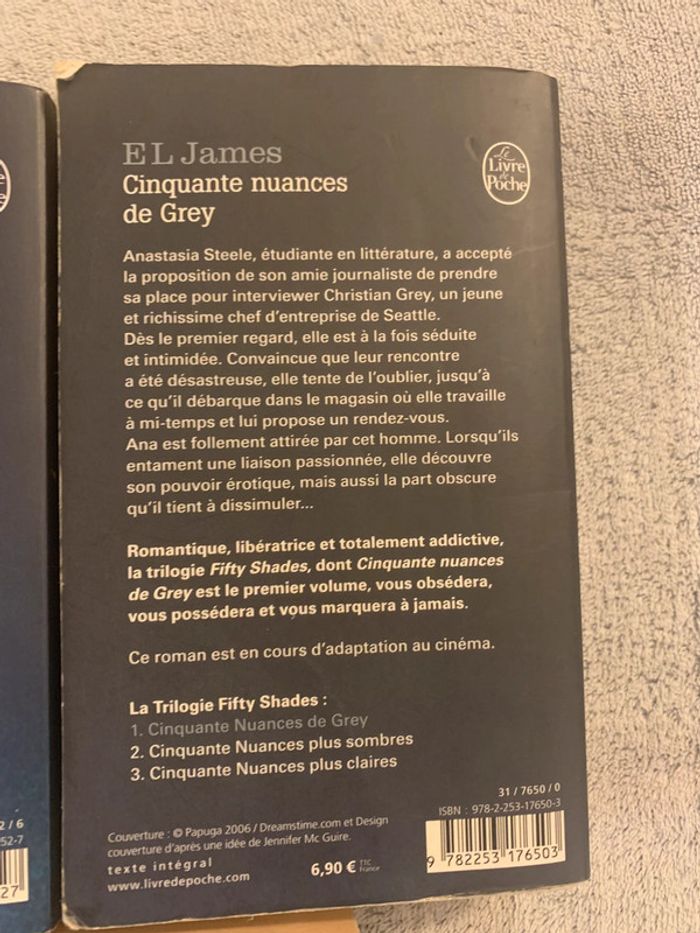 E L James
Le
Livre
de
Poche
Cinquante nuances
de Grey
Anastasia Steele, étudiante en littérature, a accepté
la proposition de son amie journaliste de prendre
sa place pour interviewer Christian Grey, un jeune
et richissime chef d'entreprise de Seattle.
Dès le premier regard, elle est à la fois séduite
et intimidée. Convaincue que leur rencontre
a été désastreuse, elle tente de l'oublier, jusqu'à
ce qu'il débarque dans le magasin où elle travaille
à mi-temps et lui propose un rendez-vous.
Ana est follement attirée par cet homme. Lorsqu'ils
entament une liaison passionnée, elle découvre
son pouvoir érotique, mais aussi la part obscure
qu'il tient à dissimuler...
Romantique, libératrice et totalement addictive,
la trilogie Fifty Shades, dont Cinquante nuances
de Grey est le premier volume, vous obsédera,
vous possédera et vous marquera à jamais.
Ce roman est en cours d'adaptation au cinéma.
La Trilogie Fifty Shades :
1. Cinquante Nuances de Grey
2. Cinquante Nuances plus sombres
3. Cinquante Nuances plus claires
31 / 7650 / 0
ISBN : 978-2-253-17650-3
Couverture : © Papuga 2006 / Dreamstime.com et Design
couverture d'après une idée de Jennifer Mc Guire.
texte intégral
www.livredepoche.com
6,90 € TTC
France
9 782253 176503
2 / 6
52-7
27